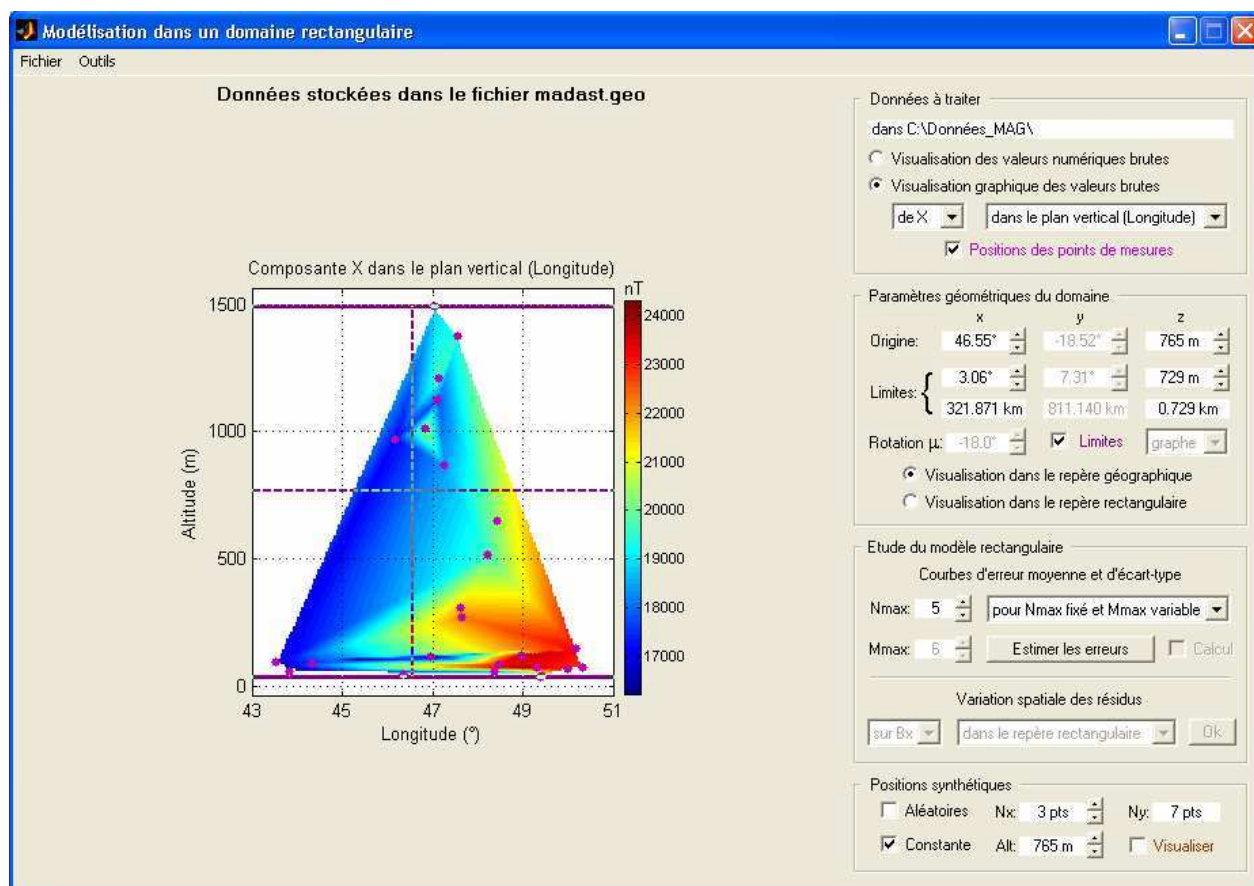 Modélisation dans un domaine rectangulaire
Fichier Outils
Données stockées dans le fichier madast.geo
Composante X dans le plan vertical (Longitude)
nT
1500
1000
500
0
Altitude (m)
43 45 47 49 51
Longitude (°)
24000
23000
22000
21000
20000
19000
18000
17000
Données à traiter
dans C:\Données_MAG\
Visualisation des valeurs numériques brutes
Visualisation graphique des valeurs brutes
de X dans le plan vertical (Longitude)
Positions des points de mesures
Paramètres géométriques du domaine
x y z
Origine: 46.55° -18.52° 765 m
Limites: { 3.06° 7.31° 729 m
321.871 km 811.140 km 0.729 km
Rotation µ: -18.0° Limites graphe
Visualisation dans le repère géographique
Visualisation dans le repère rectangulaire
Etude du modèle rectangulaire
Courbes d'erreur moyenne et d'écart-type
Nmax: 5 pour Nmax fixé et Mmax variable
Mmax: 6 Estimer les erreurs Calcul
Variation spatiale des résidus
sur Bx dans le repère rectangulaire Ok
Positions synthétiques
Aléatoires Nx: 3 pts Ny: 7 pts
Constante Alt: 765 m Visualiser